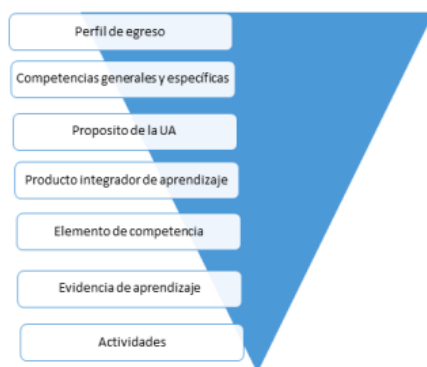 Perfil de egreso
Competencias generales y específicas
Proposito de la UA
Producto integrador de aprendizaje
Elemento de competencia
Evidencia de aprendizaje
Actividades